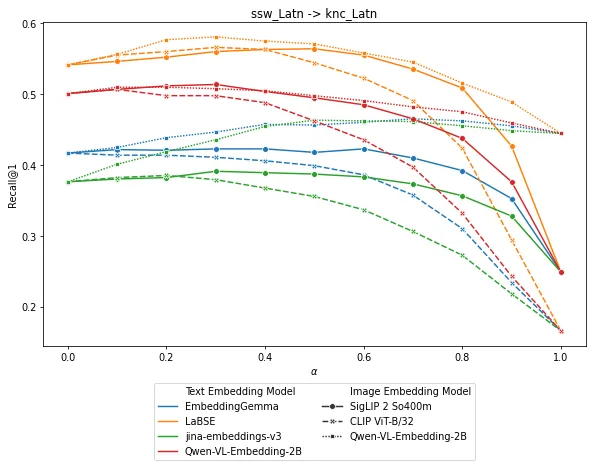 ssw_Latn -> knc_Latn
Recall@1
0.6
0.5
0.4
0.3
0.2
0.0
0.2
0.4
0.6
0.8
1.0
α
Text Embedding Model
EmbeddingGemma
LaBSE
jina-embeddings-v3
Qwen-VL-Embedding-2B
Image Embedding Model
SigLIP 2 So400m
CLIP ViT-B/32
Qwen-VL-Embedding-2B